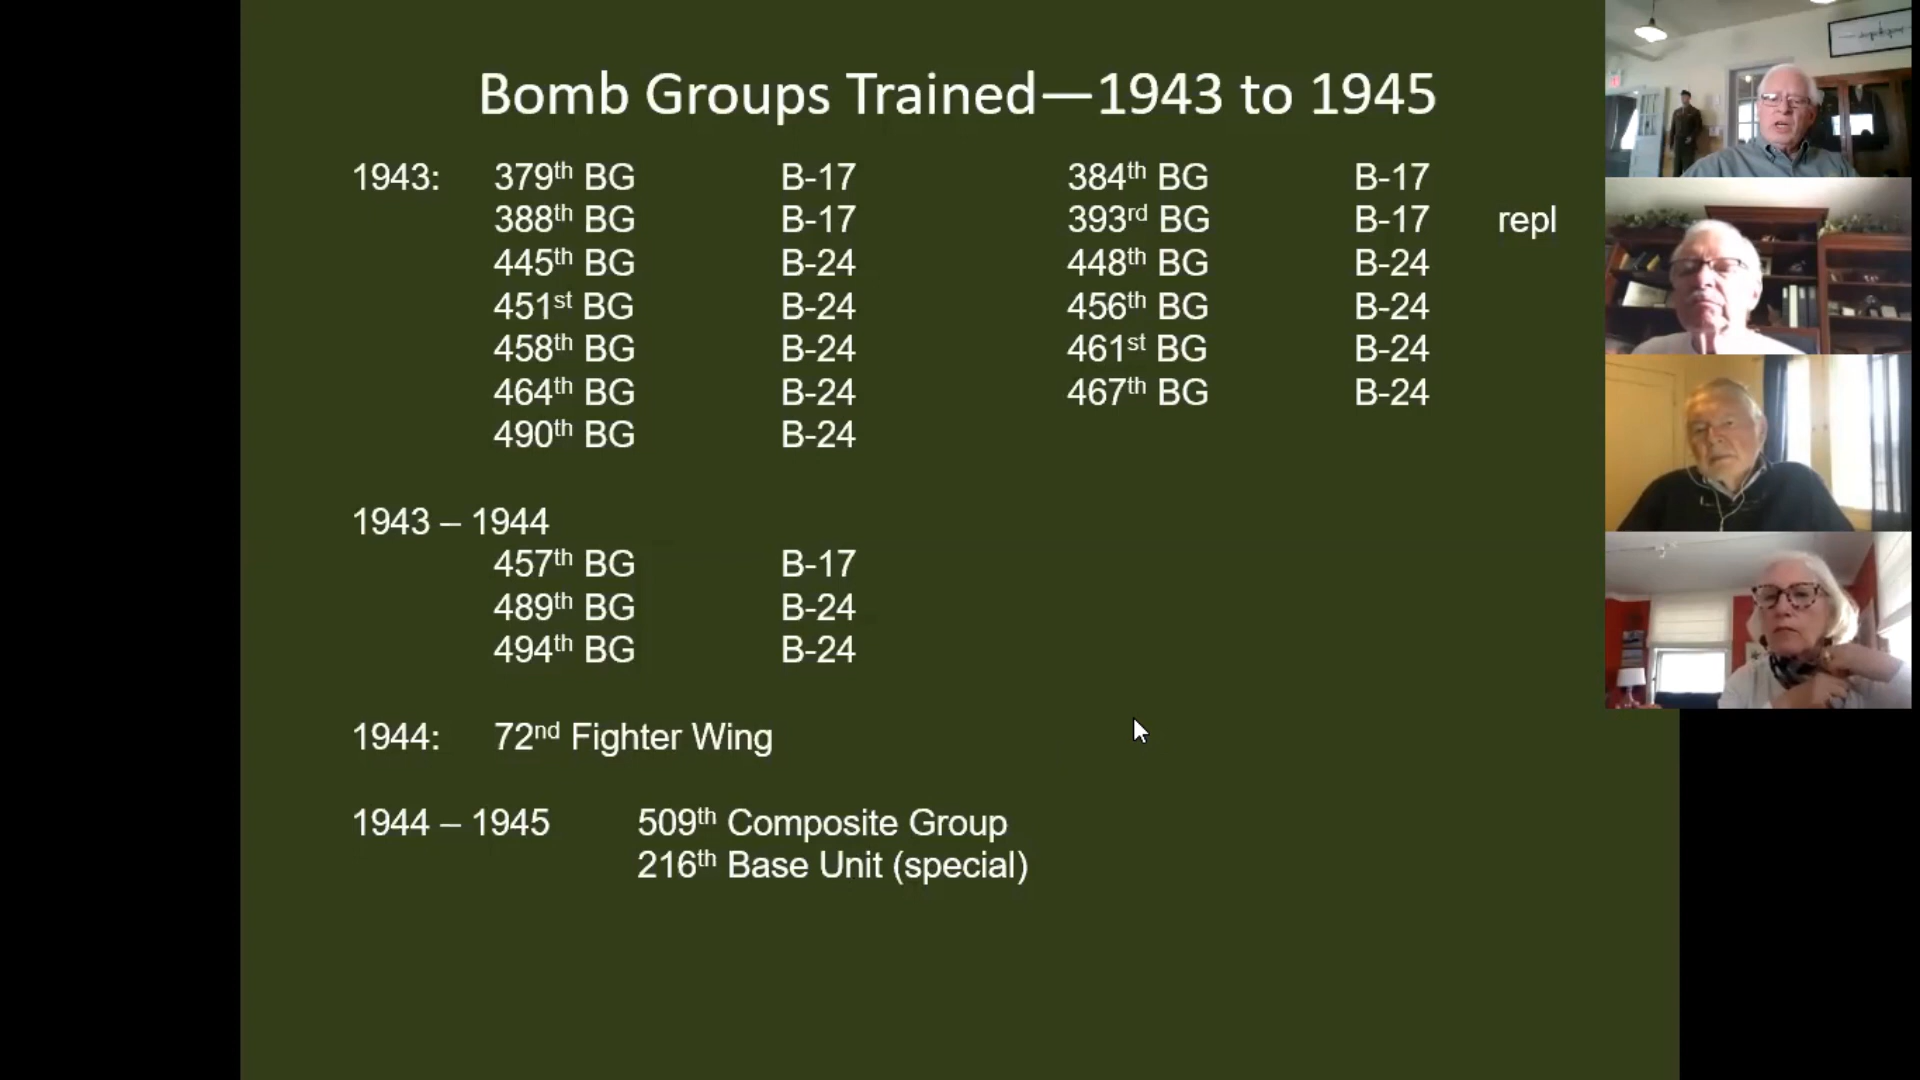 Bomb Groups Trained—1943 to 1945
1943: 379th BG B-17 384th BG B-17
388th BG B-17 393rd BG B-17 repl
445th BG B-24 448th BG B-24
451st BG B-24 456th BG B-24
458th BG B-24 461st BG B-24
464th BG B-24 467th BG B-24
490th BG B-24
1943 – 1944
457th BG B-17
489th BG B-24
494th BG B-24
1944: 72nd Fighter Wing
1944 – 1945 509th Composite Group
216th Base Unit (special)